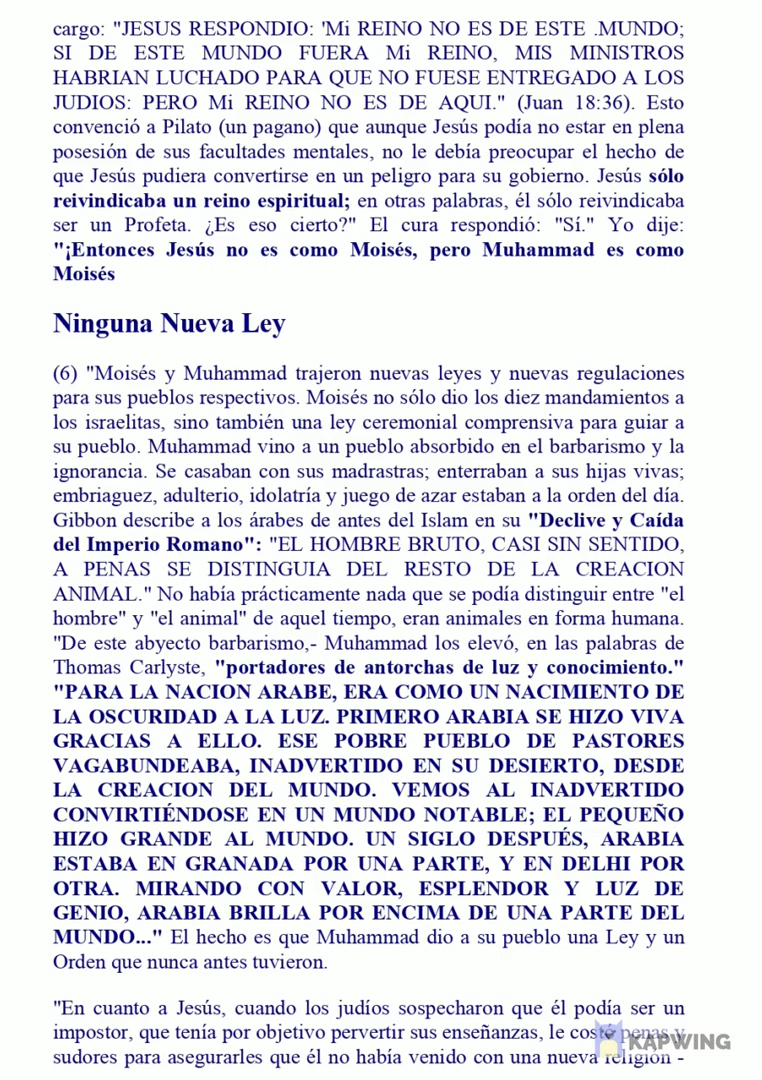 cargo: "JESUS RESPONDIO: 'Mi REINO NO ES DE ESTE .MUNDO;
SI DE ESTE MUNDO FUERA Mi REINO, MIS MINISTROS
HABRIAN LUCHADO PARA QUE NO FUESE ENTREGADO A LOS
JUDIOS: PERO Mi REINO NO ES DE AQUI." (Juan 18:36). Esto
convenció a Pilato (un pagano) que aunque Jesús podía no estar en plena
posesión de sus facultades mentales, no le debía preocupar el hecho de
que Jesús pudiera convertirse en un peligro para su gobierno. Jesús sólo
reivindicaba un reino espiritual; en otras palabras, él sólo reivindicaba
ser un Profeta. ¿Es eso cierto?" El cura respondió: "Sí." Yo dije:
"¡Entonces Jesús no es como Moisés, pero Muhammad es como
Moisés
Ninguna Nueva Ley
(6) "Moisés y Muhammad trajeron nuevas leyes y nuevas regulaciones
para sus pueblos respectivos. Moisés no sólo dio los diez mandamientos a
los israelitas, sino también una ley ceremonial comprensiva para guiar a
su pueblo. Muhammad vino a un pueblo absorbido en el barbarismo y la
ignorancia. Se casaban con sus madrastras; enterraban a sus hijas vivas;
embriaguez, adulterio, idolatría y juego de azar estaban a la orden del día.
Gibbon describe a los árabes de antes del Islam en su "Declive y Caída
del Imperio Romano": "EL HOMBRE BRUTO, CASI SIN SENTIDO,
A PENAS SE DISTINGUIA DEL RESTO DE LA CREACION
ANIMAL." No había prácticamente nada que se podía distinguir entre "el
hombre" y "el animal" de aquel tiempo, eran animales en forma humana.
"De este abyecto barbarismo,- Muhammad los elevó, en las palabras de
Thomas Carlyste, "portadores de antorchas de luz y conocimiento."
"PARA LA NACION ARABE, ERA COMO UN NACIMIENTO DE
LA OSCURIDAD A LA LUZ. PRIMERO ARABIA SE HIZO VIVA
GRACIAS A ELLO. ESE POBRE PUEBLO DE PASTORES
VAGABUNDEABA, INADVERTIDO EN SU DESIERTO, DESDE
LA CREACION DEL MUNDO. VEMOS AL INADVERTIDO
CONVIRTIÉNDOSE EN UN MUNDO NOTABLE; EL PEQUEÑO
HIZO GRANDE AL MUNDO. UN SIGLO DESPUÉS, ARABIA
ESTABA EN GRANADA POR UNA PARTE, Y EN DELHI POR
OTRA. MIRANDO CON VALOR, ESPLENDOR Y LUZ DE
GENIO, ARABIA BRILLA POR ENCIMA DE UNA PARTE DEL
MUNDO..." El hecho es que Muhammad dio a su pueblo una Ley y un
Orden que nunca antes tuvieron.
"En cuanto a Jesús, cuando los judíos sospecharon que él podía ser un
impostor, que tenía por objetivo pervertir sus enseñanzas, le costó penas y
sudores para asegurarles que él no había venido con una nueva religión -
KAPWING